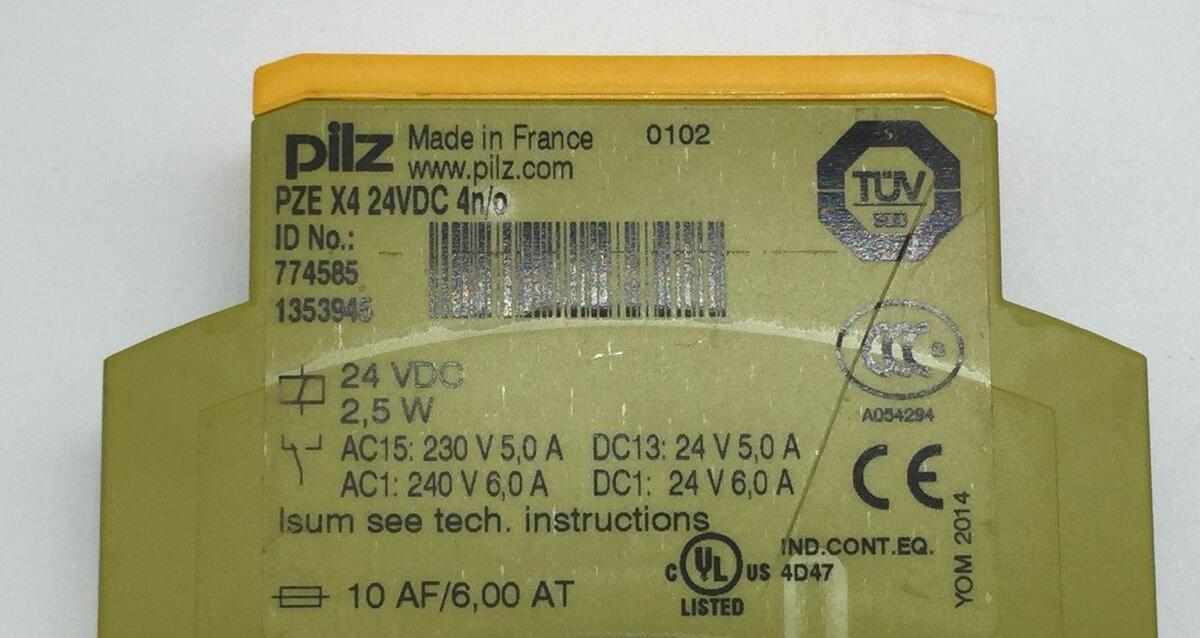 pilz Made in France 0102
www.pilz.com
PZE X4 24VDC 4n/o
ID No.:
774585
1353945
TÜV
SÜD
CCC S
A054294
24 VDC
2,5 W
AC15: 230 V 5,0 A DC13: 24 V 5,0 A
AC1: 240 V 6,0 A DC1: 24 V 6,0 A
CE
Isum see tech. instructions
YOM 2014
C UL US IND.CONT.EQ.
4D47
LISTED
10 AF/6,00 AT